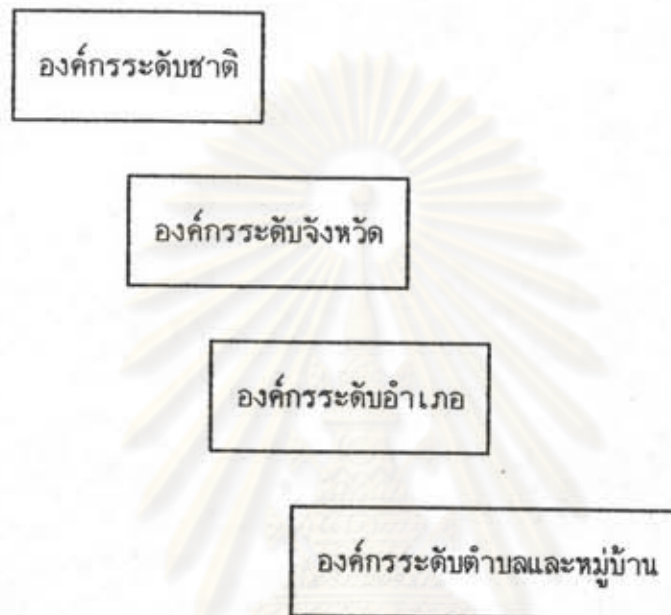 องค์กรระดับชาติ
องค์กรระดับจังหวัด
องค์กรระดับอำเภอ
องค์กรระดับตำบลและหมู่บ้าน